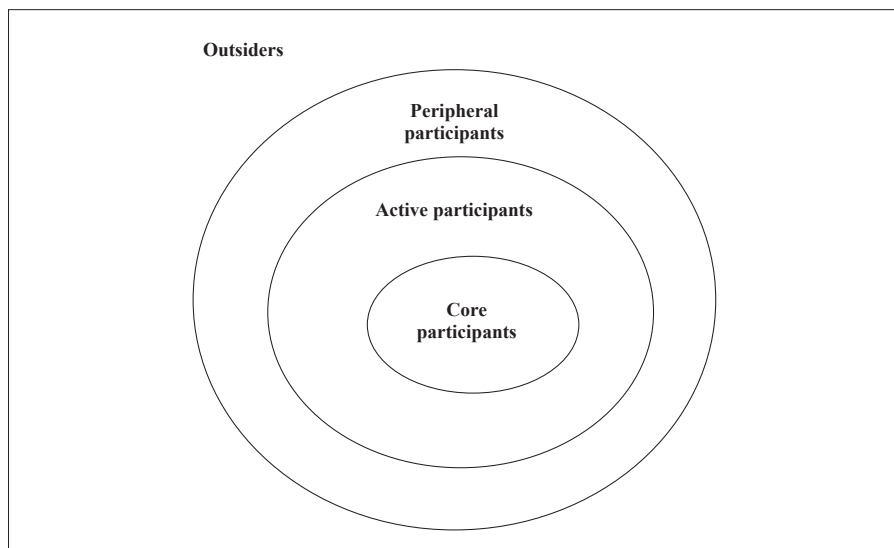 Outsiders
Peripheral
participants
Active participants
Core
participants